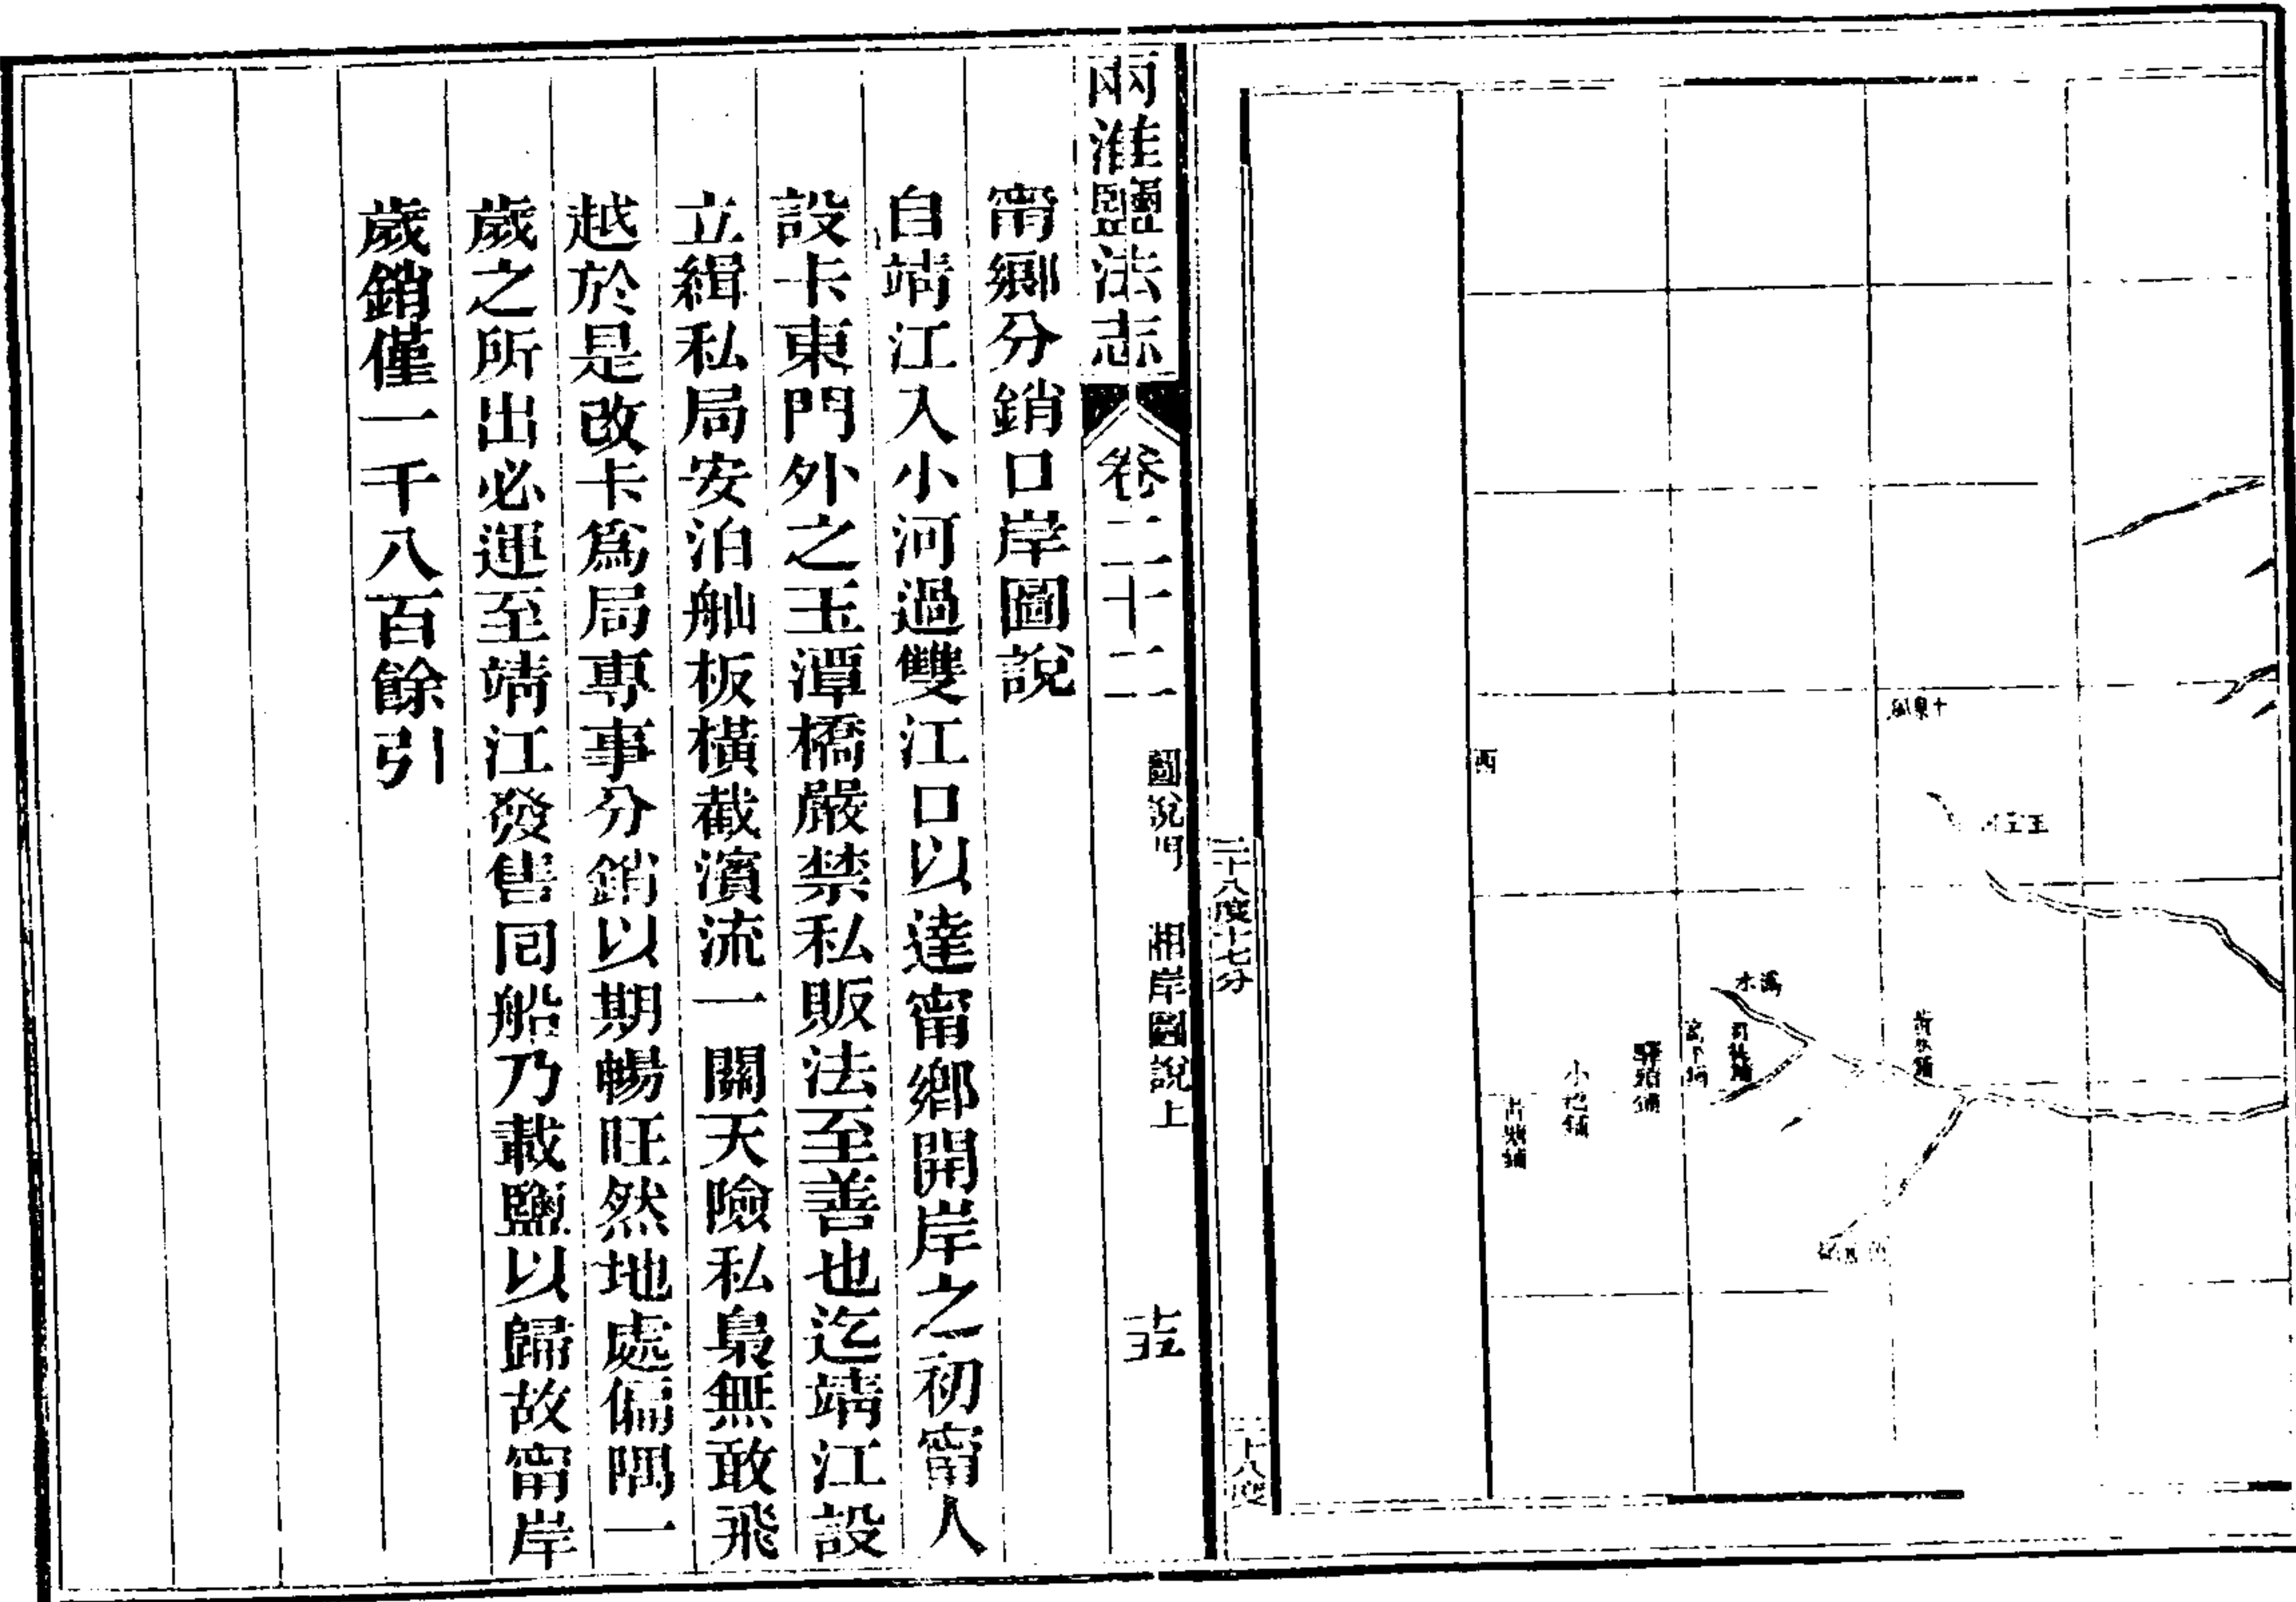 西
水溈
小邑鋪
二十八度十七分
二十八度
兩淮鹽法志
卷二十二
圖說門
湘岸圖說上
甯鄉分銷口岸圖說
自靖江入小河過雙江口以達甯鄉開岸之初甯人
設卡東門外之玉潭橋嚴禁私販法至善也迄靖江設
立緝私局安泊舢板橫截濱流一關天險私梟無敢飛
越於是改卡爲局專事分銷以期暢旺然地處偏隅一
歲之所出必運至靖江發售囘船乃載鹽以歸故甯岸
歲銷僅一千八百餘引